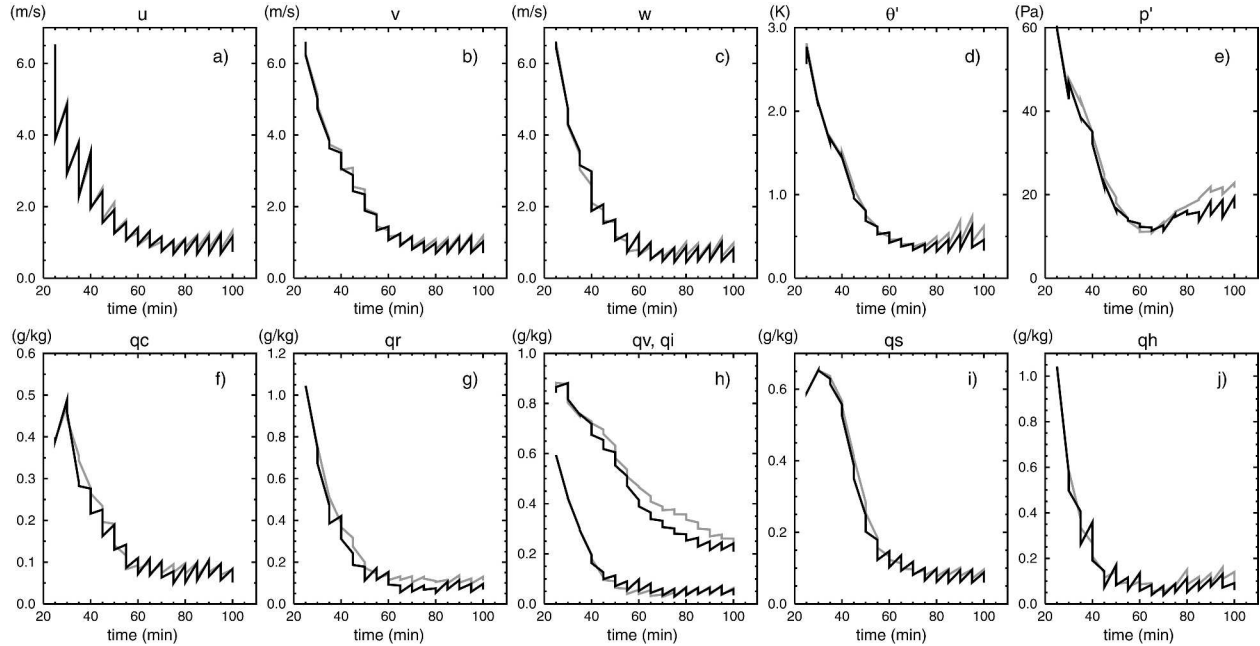 (m/s) u (m/s) v (m/s) w (K) θ' (Pa) p'
a) b) c) d) e)
6.0 6.0 6.0 3.0 60
4.0 4.0 4.0 2.0 40
2.0 2.0 2.0 1.0 20
0.0 0.0 0.0 0.0 0
20 40 60 80 100 20 40 60 80 100 20 40 60 80 100 20 40 60 80 100 20 40 60 80 100
time (min) time (min) time (min) time (min) time (min)
(g/kg) qc (g/kg) qr (g/kg) qv, qi (g/kg) qs (g/kg) qh
f) g) h) i) j)
0.6 1.2 1.0 0.6 1.0
0.5 1.0 0.8 0.4 0.8
0.4 0.8 0.6 0.2 0.6
0.3 0.6 0.4 0.0 0.4
0.2 0.4 0.2 0.2
0.1 0.2 0.0 0.0
0.0 0.0
20 40 60 80 100 20 40 60 80 100 20 40 60 80 100 20 40 60 80 100 20 40 60 80 100
time (min) time (min) time (min) time (min) time (min)